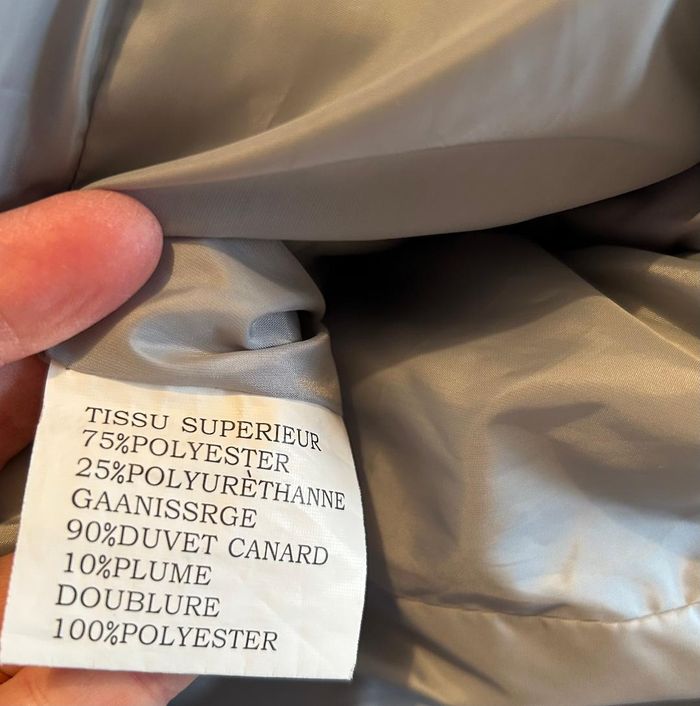 TISSU SUPERIEUR
75%POLYESTER
25%POLYURÈTHANNE
GAANISSRGE
90%DUVET CANARD
10%PLUME
DOUBLURE
100%POLYESTER